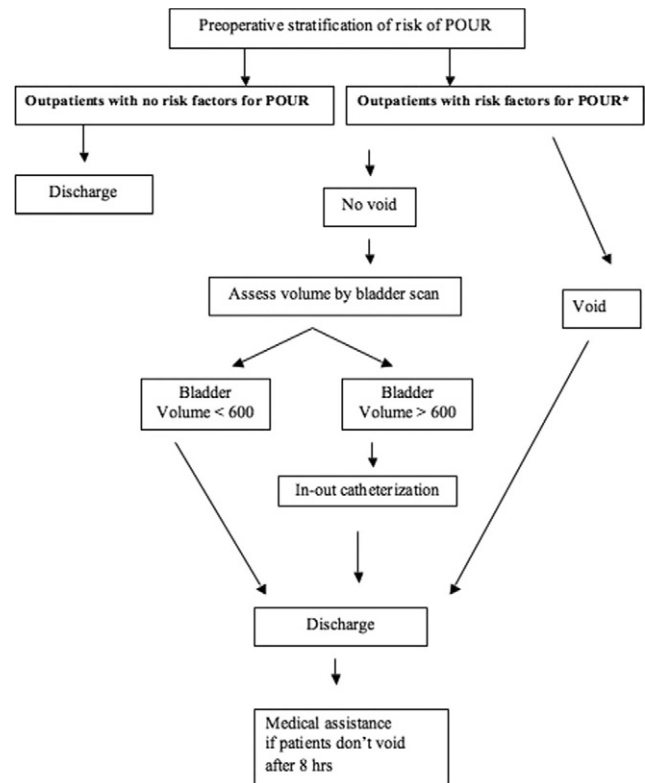 Preoperative stratification of risk of POUR
Outpatients with no risk factors for POUR
Outpatients with risk factors for POUR*
Discharge
No void
Assess volume by bladder scan
Void
Bladder
Volume < 600
Bladder
Volume > 600
In-out catheterization
Discharge
Medical assistance
if patients don't void
after 8 hrs